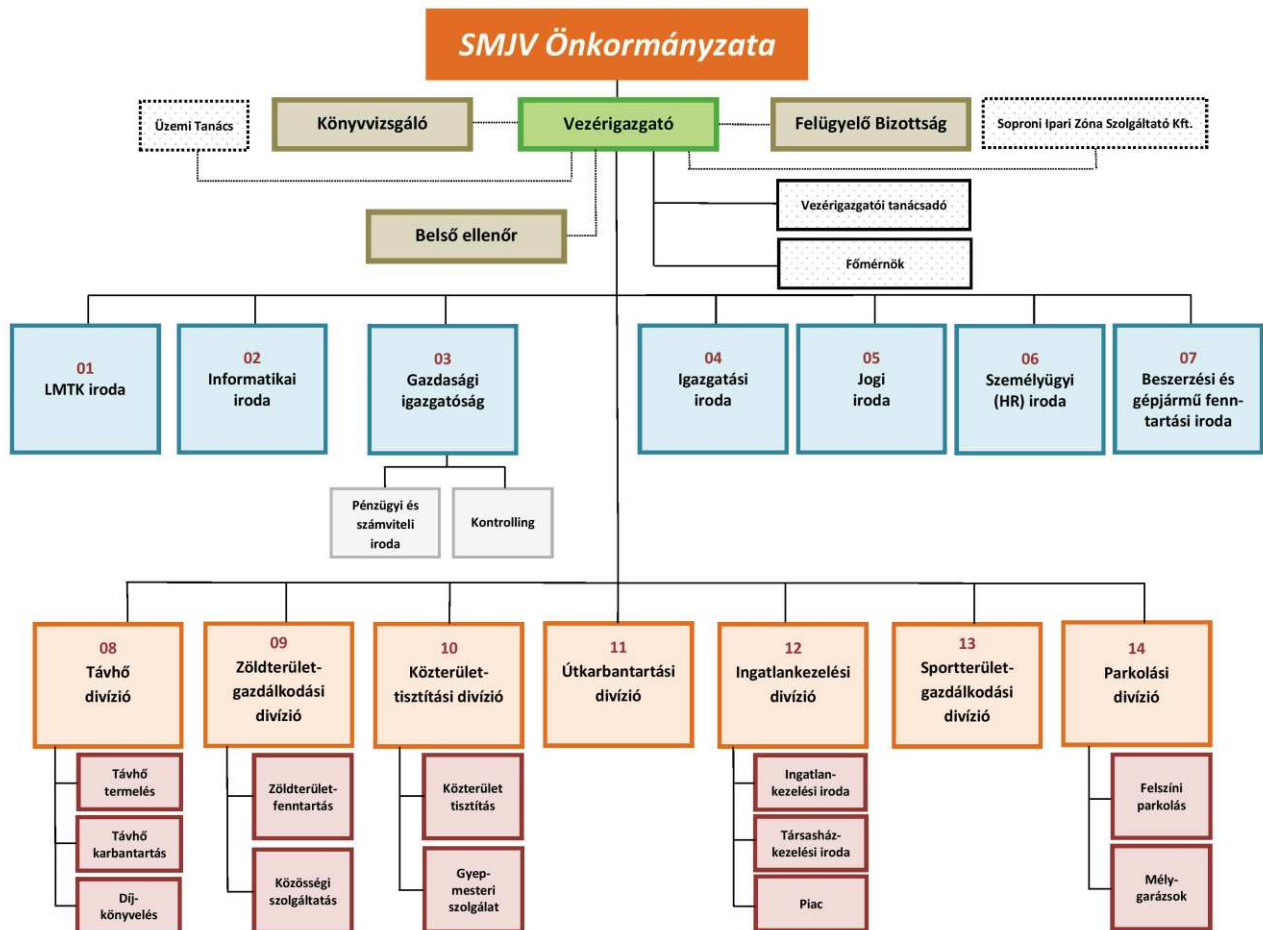 SMJV Önkormányzata
Üzemi Tanács
Könyvvizsgáló
Vezérigazgató
Felügyelő Bizottság
Soproni Ipari Zóna Szolgáltató Kft.
Vezérigazgatói tanácsadó
Belső ellenőr
Főmérnök
01
LMTK iroda
02
Informatikai
iroda
03
Gazdasági
igazgatóság
04
Igazgatási
iroda
05
Jogi
iroda
06
Személyügyi
(HR) iroda
07
Beszerzési és
gépjármű fenn-
tartási iroda
Pénzügyi és
számviteli
iroda
Kontrolling
08
Távhő
divízió
09
Zöldterület-
gazdálkodási
divízió
10
Közterület-
tisztítási divízió
11
Útkarbantartási
divízió
12
Ingatlankezelési
divízió
13
Sportterület-
gazdálkodási
divízió
14
Parkolási
divízió
Távhő
termelés
Távhő
karbantartás
Díj-
könyvelés
Zöldterület-
fenntartás
Közösségi
szolgáltatás
Közterület
tisztítás
Gyep-
mesteri
szolgálat
Ingatlan-
kezelési iroda
Társasház-
kezelési iroda
Piac
Felszíni
parkolás
Mély-
garázsok